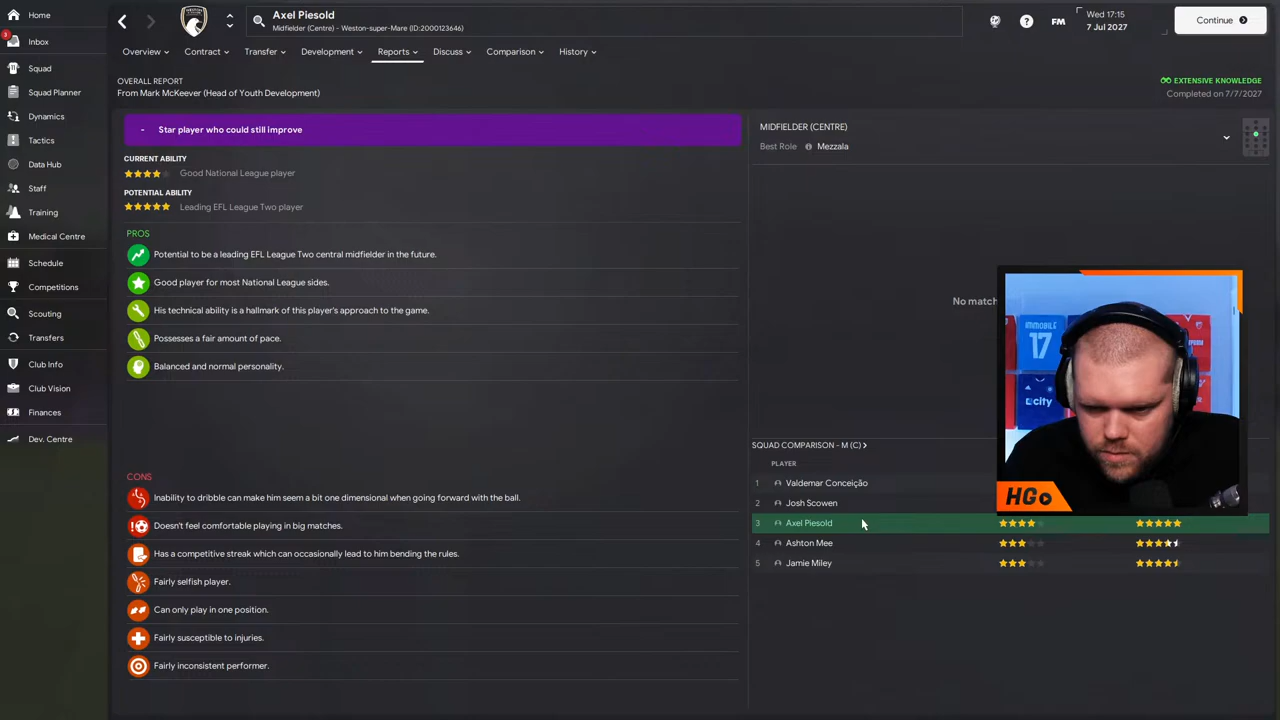 Home
Axel Piesold
Midfielder (Centre) - Weston-super-Mare (ID:2000123646)
FM
Wed 17:15
7 Jul 2027
Continue
3
Inbox
Overview
Contract
Transfer
Development
Reports
Discuss
Comparison
History
Squad
Squad Planner
Dynamics
Tactics
Data Hub
Staff
Training
Medical Centre
Schedule
Competitions
Scouting
Transfers
Club Info
Club Vision
Finances
Dev. Centre
OVERALL REPORT
From Mark McKeever (Head of Youth Development)
EXTENSIVE KNOWLEDGE
Completed on 7/7/2027
- Star player who could still improve
CURRENT ABILITY
Good National League player
POTENTIAL ABILITY
Leading EFL League Two player
PROS
Potential to be a leading EFL League Two central midfielder in the future.
Good player for most National League sides.
His technical ability is a hallmark of this player's approach to the game.
Possesses a fair amount of pace.
Balanced and normal personality.
CONS
Inability to dribble can make him seem a bit one dimensional when going forward with the ball.
Doesn't feel comfortable playing in big matches.
Has a competitive streak which can occasionally lead to him bending the rules.
Fairly selfish player.
Can only play in one position.
Fairly susceptible to injuries.
Fairly inconsistent performer.
MIDFIELDER (CENTRE)
Best Role Mezzala
No match
IMMOBILE
17
city
HGo
SQUAD COMPARISON - M (C)
PLAYER
1 Valdemar Conceição
2 Josh Scowen
3 Axel Piesold
4 Ashton Mee
5 Jamie Miley